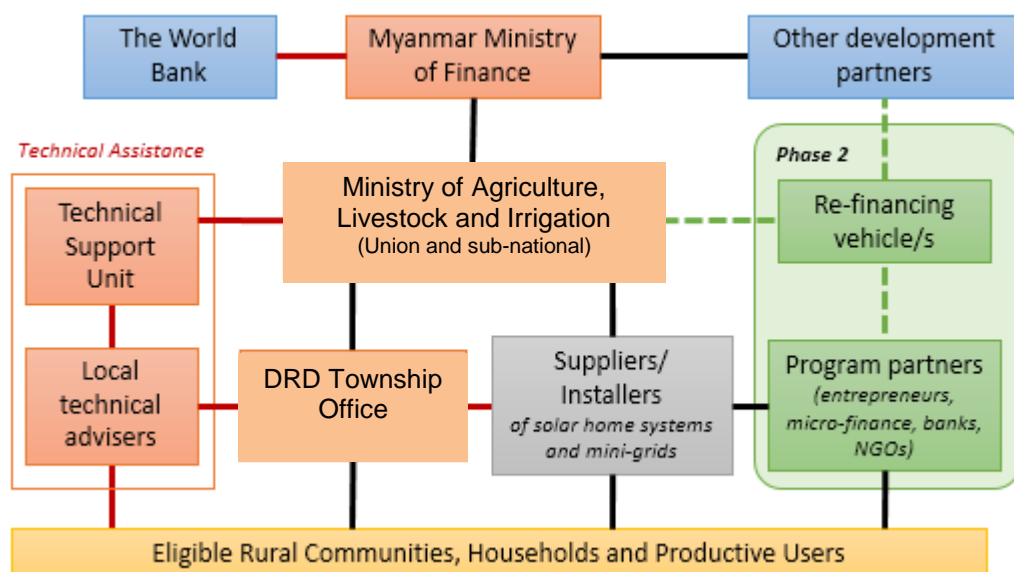 The World
Bank
Myanmar Ministry
of Finance
Other development
partners
Technical Assistance
Phase 2
Ministry of Agriculture,
Livestock and Irrigation
(Union and sub-national)
Technical
Support
Unit
Re-financing
vehicle/s
Local
technical
advisers
DRD Township
Office
Suppliers/
Installers
of solar home systems
and mini-grids
Program partners
(entrepreneurs,
micro-finance, banks,
NGOs)
Eligible Rural Communities, Households and Productive Users